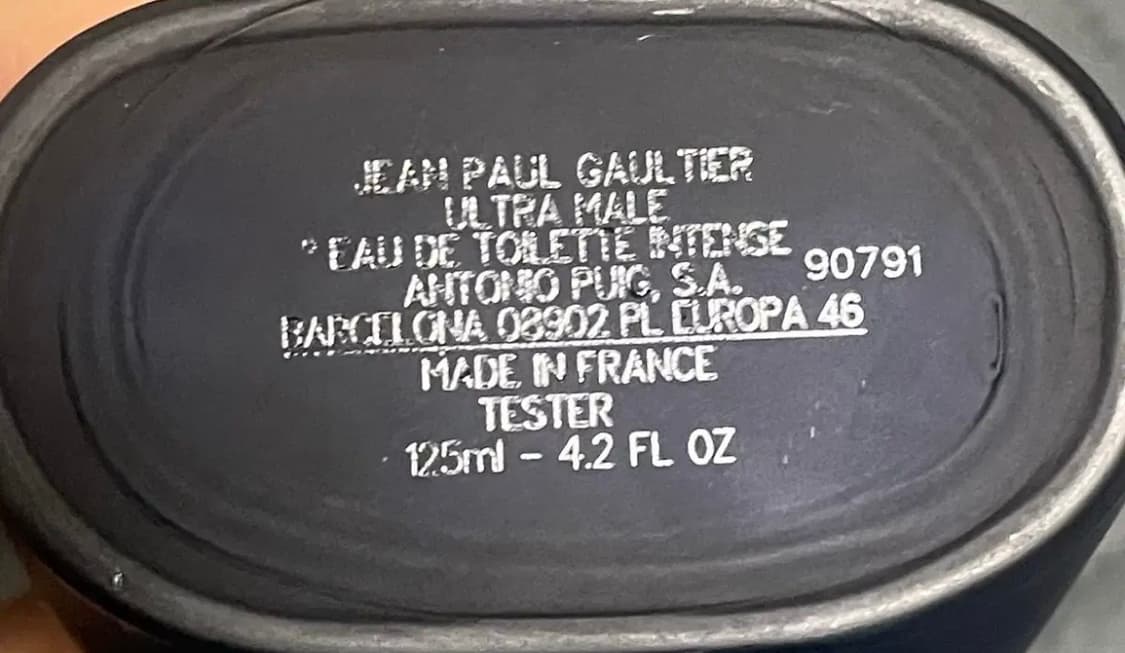 JEAN PAUL GAULTIER
ULTRA MALE
EAU DE TOILETTE INTENSE
90791
ANTONIO PUIG, S.A.
BARCELONA 08902 PL EUROPA 46
MADE IN FRANCE
TESTER
125ml - 4.2 FL OZ